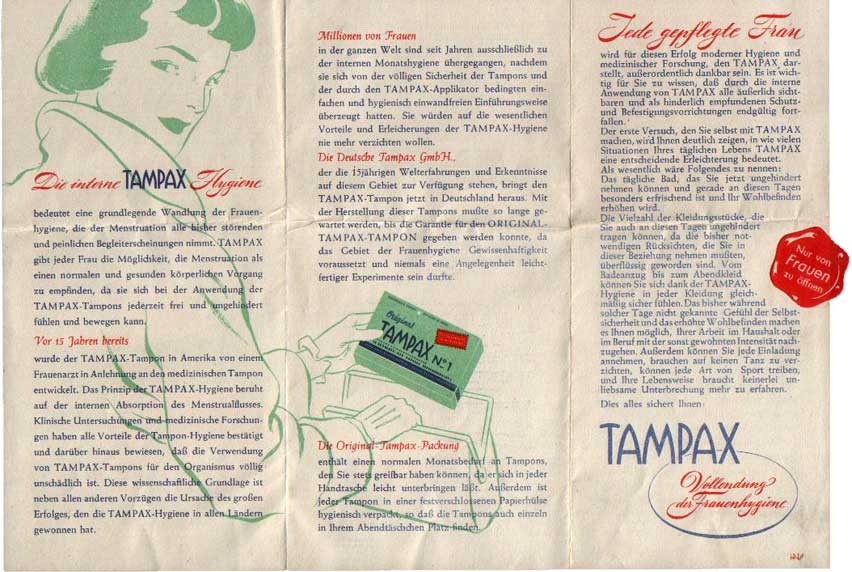 Die interne TAMPAX Hygiene
bedeutet eine grundlegende Wandlung der Frauen-
hygiene, die der Menstruation alle bisher störenden
und peinlichen Begleiterscheinungen nimmt. TAMPAX
gibt jeder Frau die Möglichkeit, die Menstruation als
einen normalen und gesunden körperlichen Vorgang
zu empfinden, da sie sich bei der Anwendung der
TAMPAX-Tampons jederzeit frei und ungehindert
fühlen und bewegen kann.
Vor 15 Jahren bereits
wurde der TAMPAX-Tampon in Amerika von einem
Frauenarzt in Anlehnung an den medizinischen Tampon
entwickelt. Das Prinzip der TAMPAX-Hygiene beruht
auf der internen Absorption des Menstrualflusses.
Klinische Untersuchungen und medizinische Forschun-
gen haben alle Vorteile der Tampon-Hygiene bestätigt
und darüber hinaus bewiesen, daß die Verwendung
von TAMPAX-Tampons für den Organismus völlig
unschädlich ist. Diese wissenschaftliche Grundlage ist
neben allen anderen Vorzügen die Ursache des großen
Erfolges, den die TAMPAX-Hygiene in allen Ländern
gewonnen hat.
Millionen von Frauen
in der ganzen Welt sind seit Jahren ausschließlich zu
der internen Monatshygiene übergegangen, nachdem
sie sich von der völligen Sicherheit der Tampons und
der durch den TAMPAX-Applikator bedingten ein-
fachen und hygienisch einwandfreien Einführungsweise
überzeugt hatten. Sie würden auf die wesentlichen
Vorteile und Erleicherungen der TAMPAX-Hygiene
nie mehr verzichten wollen.
Die Deutsche Tampax GmbH.,
der die 15jährigen Welterfahrungen und Erkenntnisse
auf diesem Gebiet zur Verfügung stehen, bringt den
TAMPAX-Tampon jetzt in Deutschland heraus. Mit
der Herstellung dieser Tampons mußte so lange ge-
wartet werden, bis die Garantie für den ORIGINAL-
TAMPAX-TAMPON gegeben werden konnte, da
das Gebiet der Frauenhygiene Gewissenhaftigkeit
voraussetzt und niemals eine Angelegenheit leicht-
fertiger Experimente sein durfte.
Original
TAMPAX No 1
Die Original-Tampax-Packung
enthält einen normalen Monatsbedarf an Tampons,
den Sie stets greifbar haben können, da er sich in jeder
Handtasche leicht unterbringen läßt. Außerdem ist
jeder Tampon in einer festverschlossenen Papierhülse
hygienisch verpackt, so daß die Tampons auch einzeln
in Ihrem Abendtäschchen Platz finden.
Jede gepflegte Frau
wird für diesen Erfolg moderner Hygiene und
medizinischer Forschung, den TAMPAX dar-
stellt, außerordentlich dankbar sein. Es ist wich-
tig für Sie zu wissen, daß durch die interne
Anwendung von TAMPAX alle äußerlich sicht-
baren und als hinderlich empfundenen Schutz-
und Befestigungsvorrichtungen endgültig fort-
fallen.
Der erste Versuch, den Sie selbst mit TAMPAX
machen, wird Ihnen deutlich zeigen, in wie vielen
Situationen Ihres täglichen Lebens TAMPAX
eine entscheidende Erleichterung bedeutet.
Als wesentlich wäre Folgendes zu nennen:
Das tägliche Bad, das Sie jetzt ungehindert
nehmen können und gerade an diesen Tagen
besonders erfrischend ist und Ihr Wohlbefinden
erhöhen wird.
Die Vielzahl der Kleidungsstücke, die
Sie auch an diesen Tagen ungehindert
tragen können, da die bisher not-
wendigen Rücksichten, die Sie in
dieser Beziehung nehmen mußten,
überflüssig geworden sind. Vom
Badeanzug bis zum Abendkleid
können Sie sich dank der TAMPAX-
Hygiene in jeder Kleidung gleich-
mäßig sicher fühlen. Das bisher während
solcher Tage nicht gekannte Gefühl der Selbst-
sicherheit und das erhöhte Wohlbefinden machen
es Ihnen möglich, Ihrer Arbeit im Haushalt oder
im Beruf mit der sonst gewohnten Intensität nach-
zugehen. Außerdem können Sie jede Einladung
annehmen, brauchen auf keinen Tanz zu ver-
zichten, können jede Art von Sport treiben,
und Ihre Lebensweise braucht keinerlei un-
liebsame Unterbrechung mehr zu erfahren.
Dies alles sichert Ihnen:
Nur von
Frauen
zu öffnen
TAMPAX
Vollendung
der Frauenhygiene